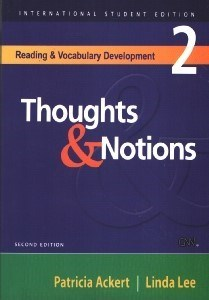 INTERNATIONAL STUDENT EDITION
Reading & Vocabulary Development
2
Thoughts
& Notions
SECOND EDITION
Patricia Ackert | Linda Lee